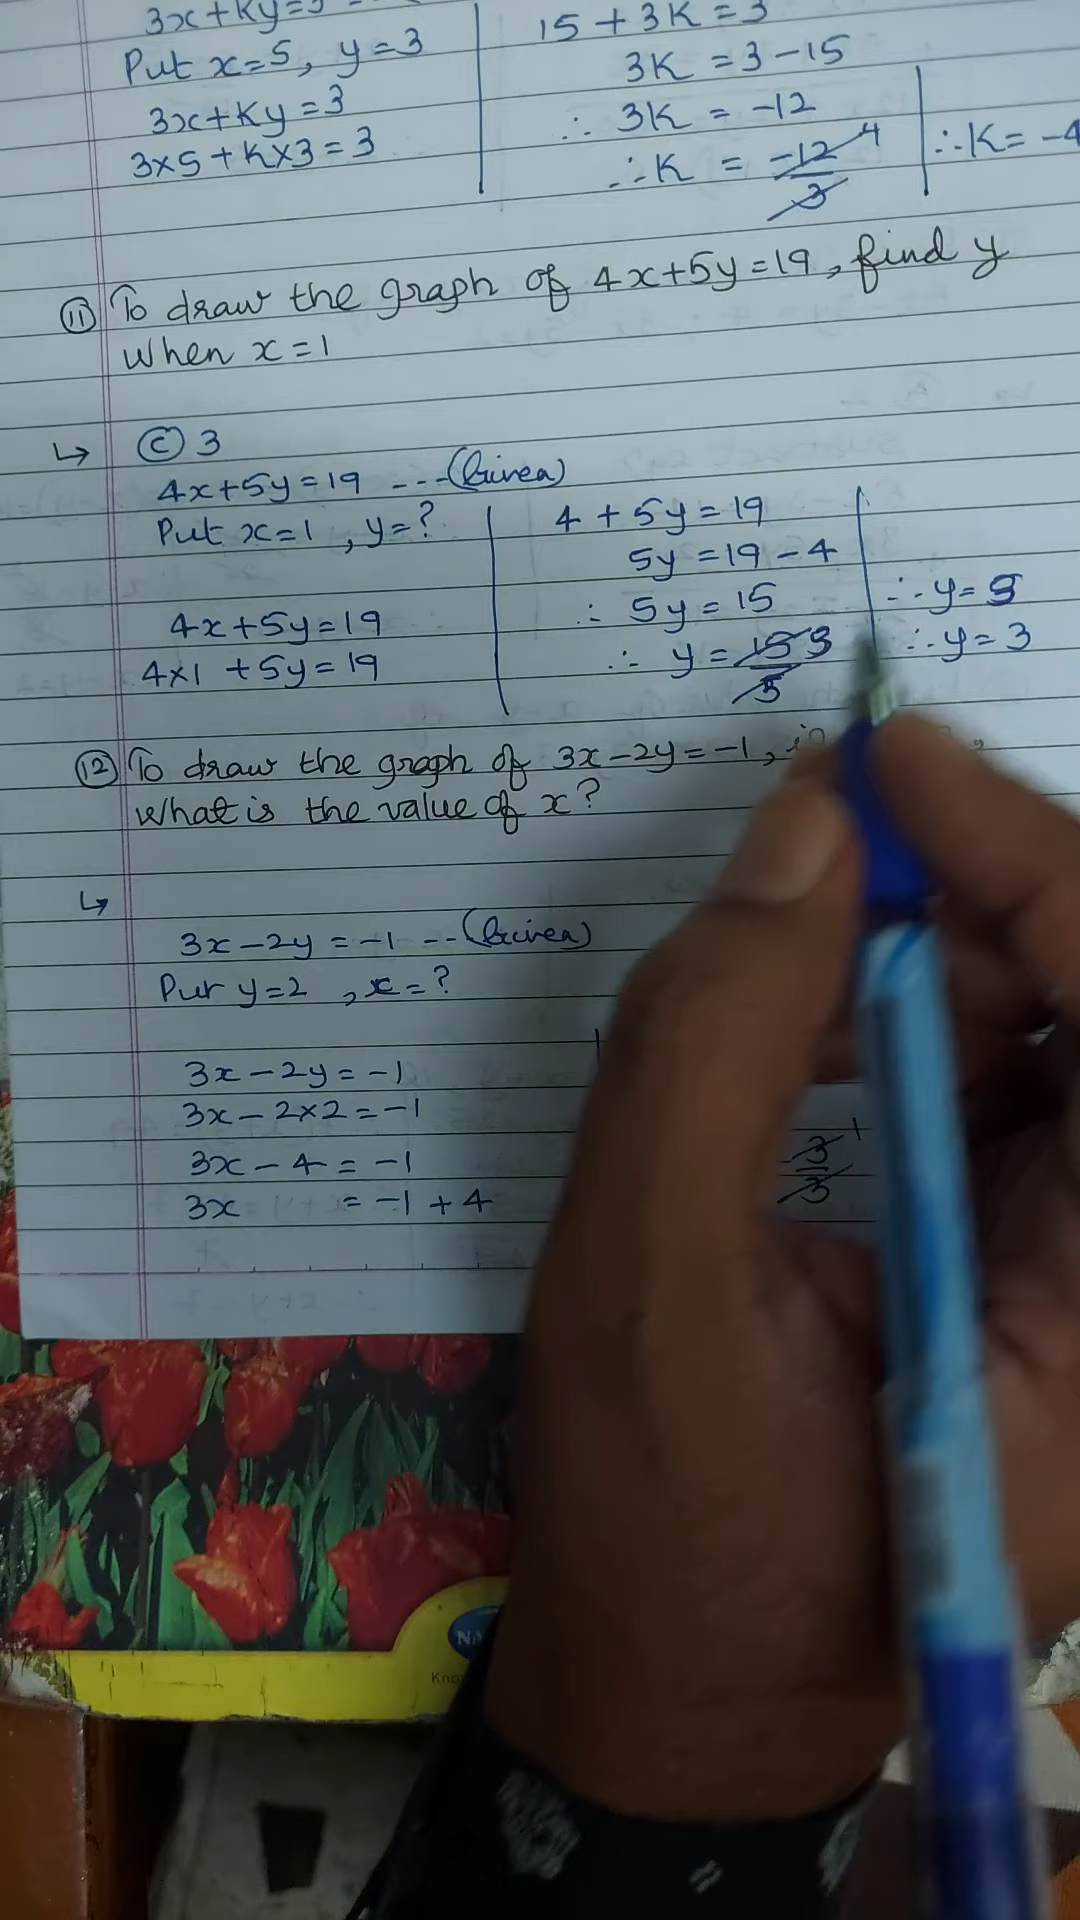 3x+Ky=3
Put x=5, y=3
3x+Ky=3
3×5+K×3=3
15+3K=3
3K=3-15
∴ 3K = -12
∴K = -12/3 4
∴K= -4
⑪ To draw the graph of 4x+5y=19, find y
when x=1
↳ ⓒ 3
4x+5y=19 ---(Given)
Put x=1, y=?
4x+5y=19
4×1 +5y=19
4+5y=19
5y=19-4
∴ 5y=15
∴ y=15/5 3
∴y=
∴y=3
⑫ To draw the graph of 3x-2y=-1,
What is the value of x?
↳
3x-2y=-1 --(Given)
Pur y=2, x=?
3x-2y=-1
3x-2×2=-1
3x-4=-1
3x =-1+4
3/3 1